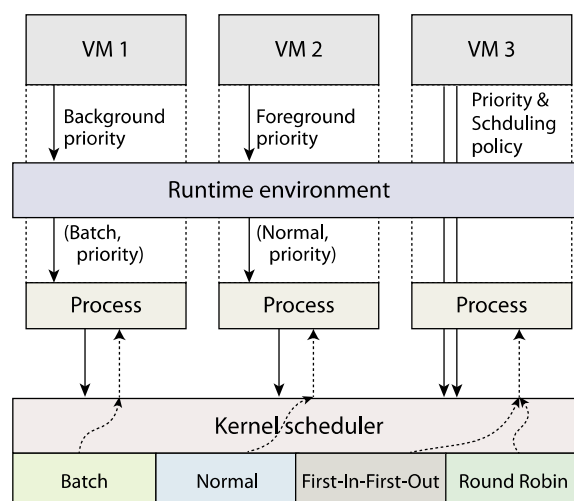 VM 1
VM 2
VM 3
Background
priority
Foreground
priority
Priority &
Schduling
policy
Runtime environment
(Batch,
priority)
(Normal,
priority)
Process
Process
Process
Kernel scheduler
Batch
Normal
First-In-First-Out
Round Robin